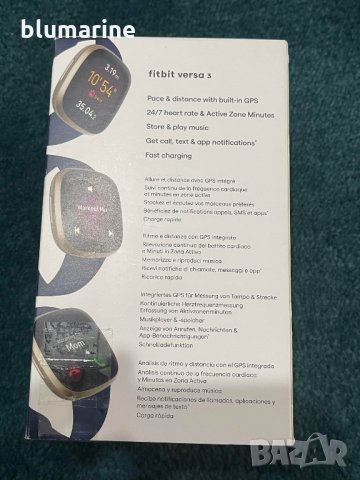 blumarine
fitbit versa 3
3.19
10'54"
35.04
Pace & distance with built-in GPS
24/7 heart rate & Active Zone Minutes
Store & play music
Get call, text & app notifications*
Fast charging
Allure et distance avec GPS intégré
Suivi continu de la fréquence cardiaque
et minutes en zone active
Stockez et écoutez vos morceaux préférés
Bénéficiez de notifications appels, SMS et apps*
Charge rapide
Ritmo e distanza con GPS integrato
Rilevazione continua del battito cardiaco
e Minuti in Zona Attiva
Memorizza e riproduci musica
Ricevi notifiche di chiamate, messaggi e app*
Ricarica rapida
Integriertes GPS für Messung von Tempo & Strecke
Kontinuierliche Herzfrequenzmessung
Erfassung von Aktivzonenminuten
Musikplayer & -speicher
Anzeige von Anrufen, Nachrichten &
App-Benachrichtigungen*
Schnellladefunktion
Mom
Análisis de ritmo y distancia con el GPS integrado
Análisis continuo de la frecuencia cardíaca
y Minutos en Zona Activa
Almacena y reproduce música
Recibe notificaciones de llamadas, aplicaciones y
mensajes de texto*
Carga rápida
BAZAR